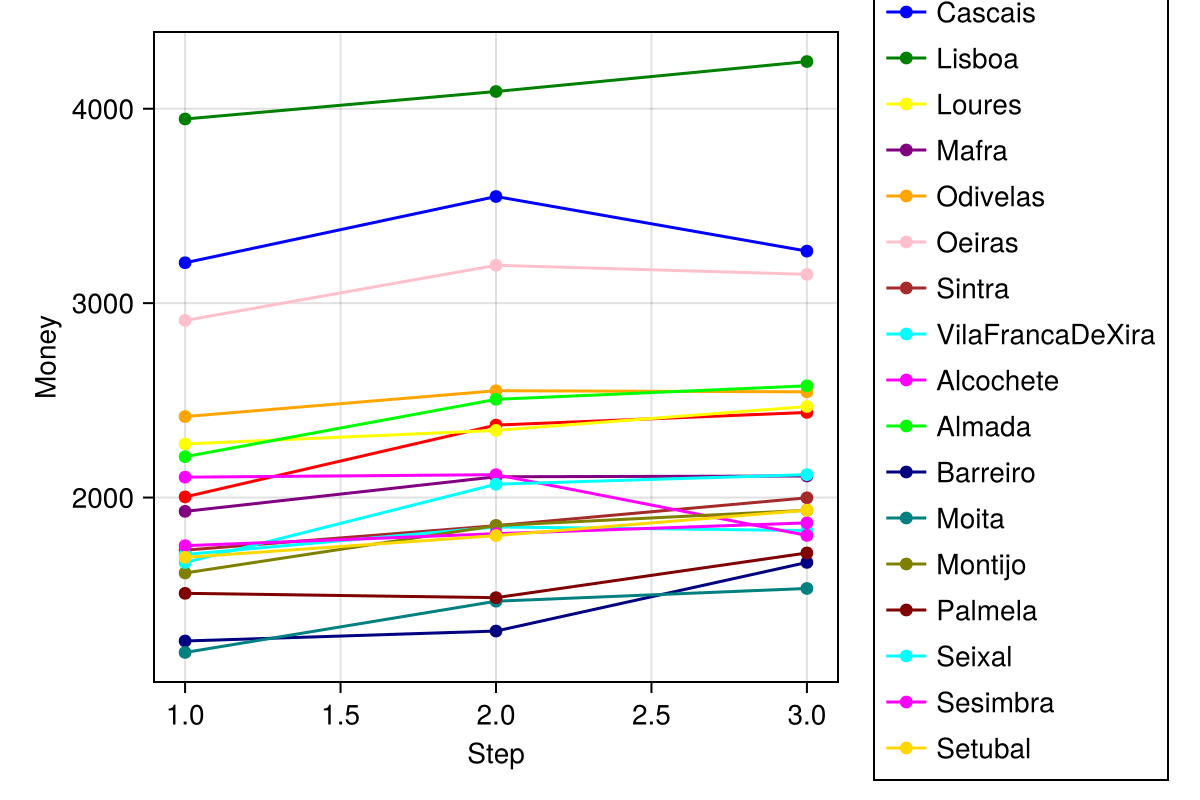 Cascais
Lisboa
Loures
Mafra
Odivelas
Oeiras
Sintra
VilaFrancaDeXira
Alcochete
Almada
Barreiro
Moita
Montijo
Palmela
Seixal
Sesimbra
Setubal
4000
3000
2000
Money
1.0 1.5 2.0 2.5 3.0
Step